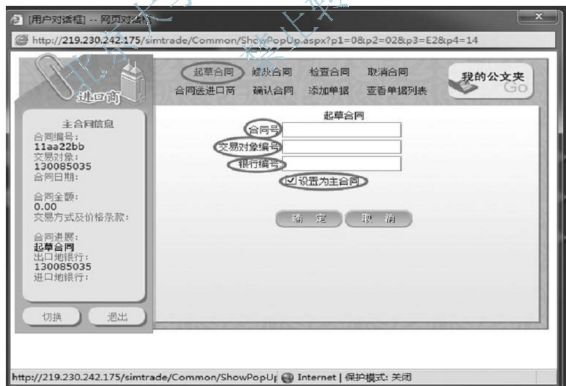 [用户对话框] -- 网页对话框
http://219.230.242.175/simtrade/Common/ShowPopUp.aspx?p1=0&p2=02&p3=E2&p4=14
起草合同 修改合同 检查合同 取消合同
合同送进口商 确认合同 添加单据 查看单据列表
我的公文夹
Go
进口商
主合同信息
合同编号：
11aa22bb
交易对象：
130085035
合同日期：
合同金额：
0.00
交易方式及价格条款：
合同进展：
起草合同
出口地银行：
130085035
进口地银行：
切换 退出
起草合同
合同号
交易对象编号
银行编号
设置为主合同
确 定 取 消
http://219.230.242.175/simtrade/Common/ShowPopUp Internet | 保护模式: 关闭